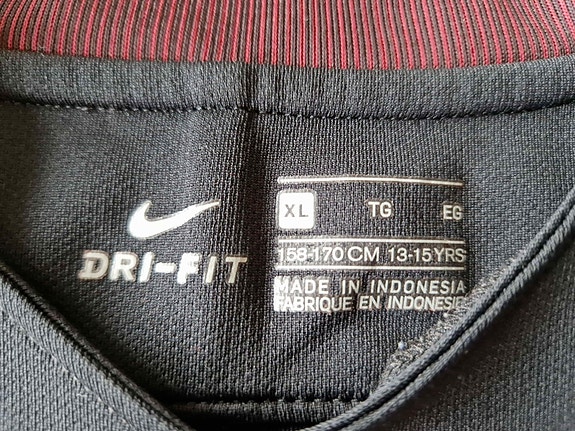 DRI-FIT
XL TG EG
158-170 CM 13-15 YRS
MADE IN INDONESIA
FABRIQUE EN INDONESIE